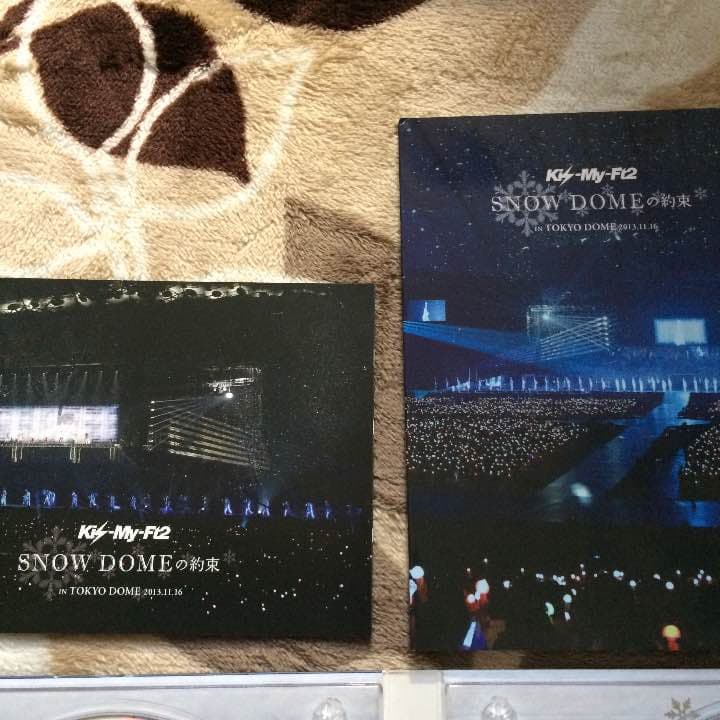 Kis-My-Ft2
SNOW DOMEの約束
IN TOKYO DOME 2013.11.16
Kis-My-Ft2
SNOW DOMEの約束
IN TOKYO DOME 2013.11.16